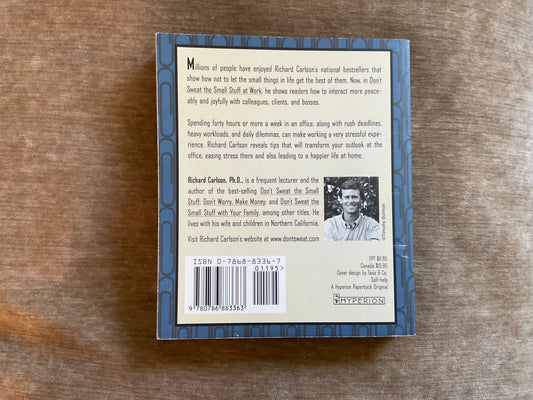 Millions of people have enjoyed Richard Carlson's national bestsellers that
show how not to let the small things in life get the best of them. Now, in Don't
Sweat the Small Stuff at Work, he shows readers how to interact more peace-
ably and joyfully with colleagues, clients, and bosses.
Spending forty hours or more a week in an office, along with rush deadlines,
heavy workloads, and daily dilemmas, can make working a very stressful expe-
rience. Richard Carlson reveals tips that will transform your outlook at the
office, easing stress there and also leading to a happier life at home.
Richard Carlson, Ph.D., is a frequent lecturer and the
author of the best-selling Don't Sweat the Small
Stuff; Don't Worry, Make Money; and Don't Sweat the
Small Stuff with Your Family, among other titles. He
lives with his wife and children in Northern California.
Visit Richard Carlson's website at www.dontsweat.com
ISBN 0-7868-8336-7
01195>
9 780786 883363
FPT $11.95
Canada $15.95
Cover design by Tana & Co.
Self-help
A Hyperion Paperback Original
HYPERION